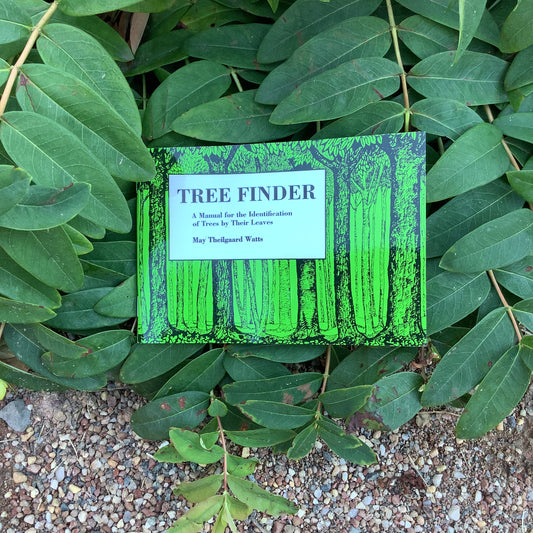 TREE FINDER
A Manual for the Identification
of Trees by Their Leaves
May Theilgaard Watts